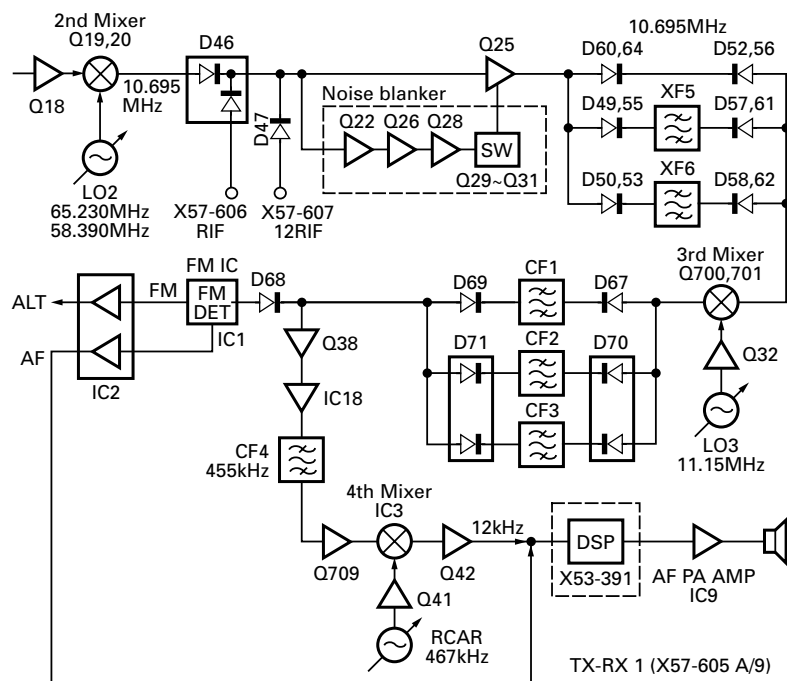 2nd Mixer
Q19,20
D46
Q25
10.695MHz
D60,64
D52,56
10.695
MHz
Q18
D47
Noise blanker
Q22
Q26
Q28
SW
Q29~Q31
D49,55
XF5
D57,61
D50,53
XF6
D58,62
LO2
65.230MHz
58.390MHz
X57-606
RIF
X57-607
12RIF
3rd Mixer
Q700,701
FM IC
D68
D69
CF1
D67
ALT
FM
FM
DET
IC1
AF
IC2
Q38
D71
CF2
D70
Q32
IC18
CF3
LO3
11.15MHz
CF4
455kHz
4th Mixer
IC3
12kHz
DSP
Q709
Q42
X53-391
AF PA AMP
IC9
Q41
RCAR
467kHz
TX-RX 1 (X57-605 A/9)